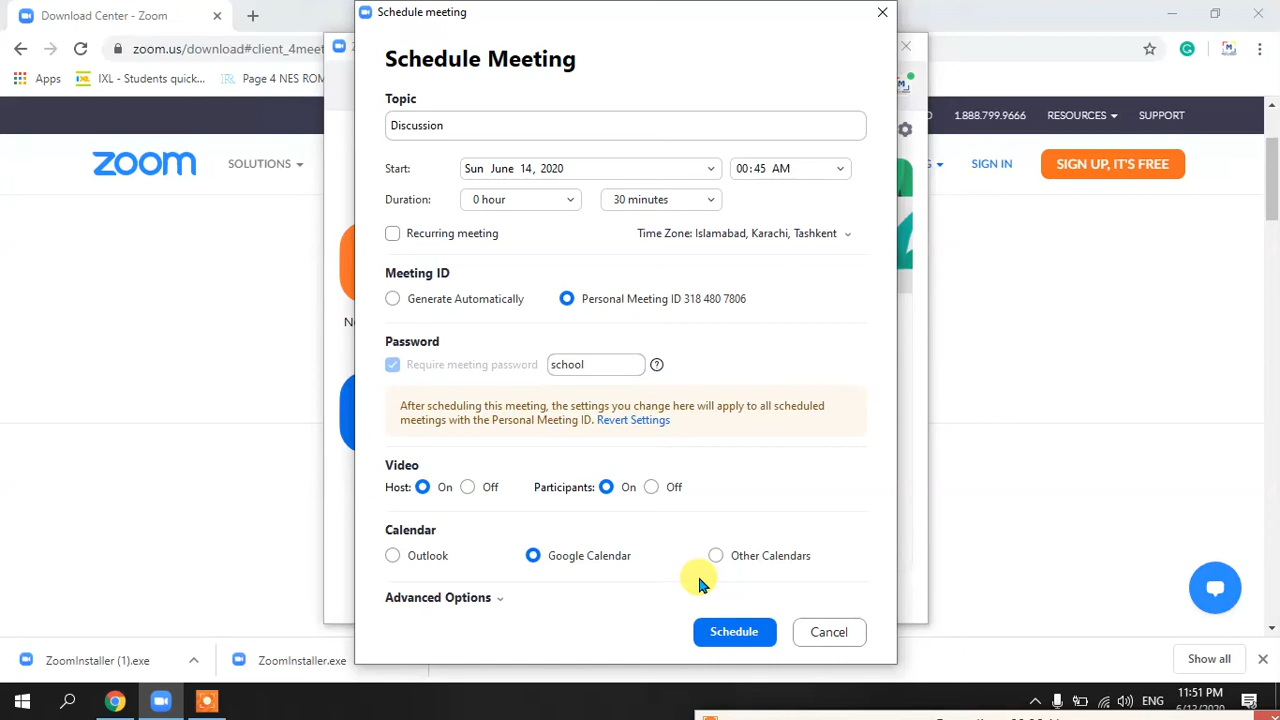 Download Center - Zoom
Schedule meeting
zoom.us/download#client_4meet
Apps
IXL - Students quick...
Page 4 NES ROM
Schedule Meeting
Topic
Discussion
Start: Sun June 14, 2020 00:45 AM
Duration: 0 hour 30 minutes
Recurring meeting
Time Zone: Islamabad, Karachi, Tashkent
Meeting ID
Generate Automatically
Personal Meeting ID 318 480 7806
Password
Require meeting password
school
?
After scheduling this meeting, the settings you change here will apply to all scheduled
meetings with the Personal Meeting ID. Revert Settings
Video
Host: On Off Participants: On Off
Calendar
Outlook
Google Calendar
Other Calendars
Advanced Options
Schedule
Cancel
1.888.799.9666
RESOURCES
SUPPORT
zoom
SOLUTIONS
SIGN IN
SIGN UP, IT'S FREE
ZoomInstaller (1).exe
ZoomInstaller.exe
Show all
ENG
11:51 PM
6/13/2020